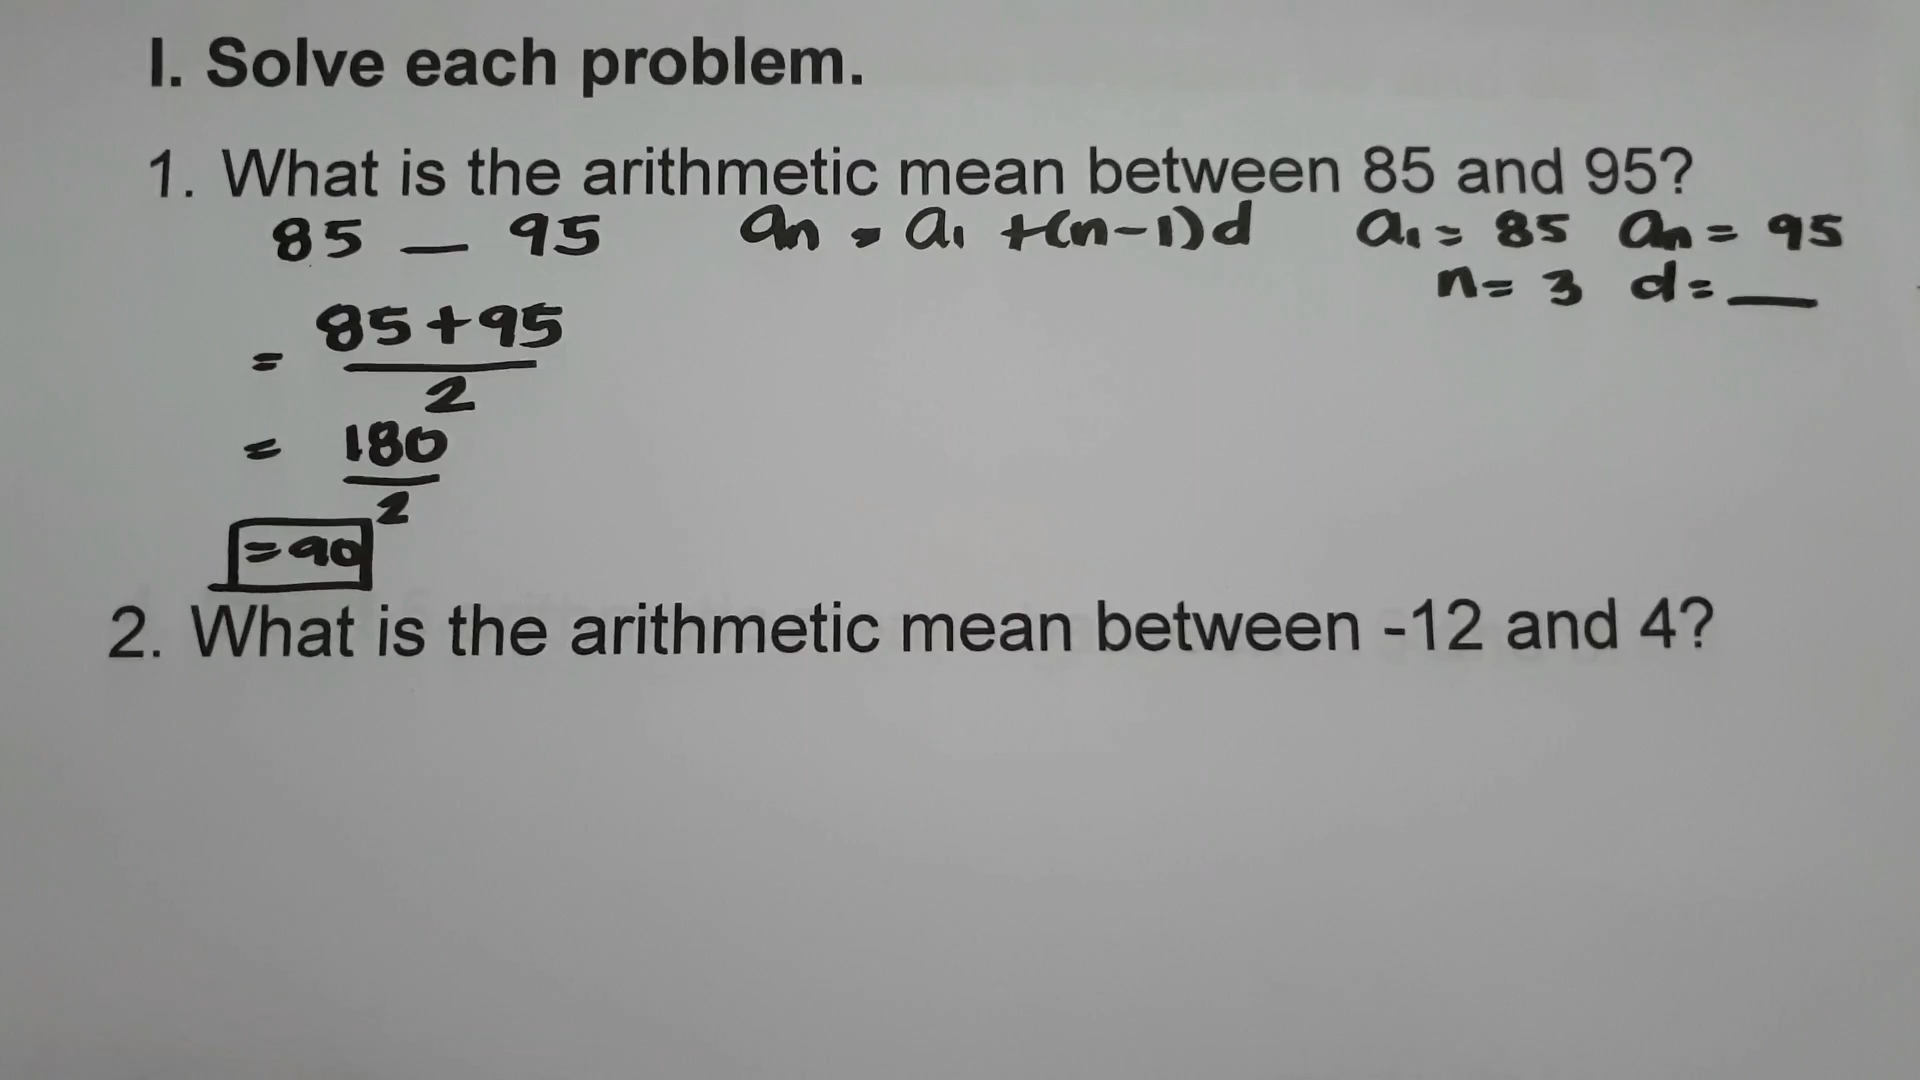 I. Solve each problem.
1. What is the arithmetic mean between 85 and 95?
85 — 95 an = a1 +(n-1)d a1 = 85 an = 95
n= 3 d= __
= 85+95
2
= 180
2
=90
2. What is the arithmetic mean between -12 and 4?